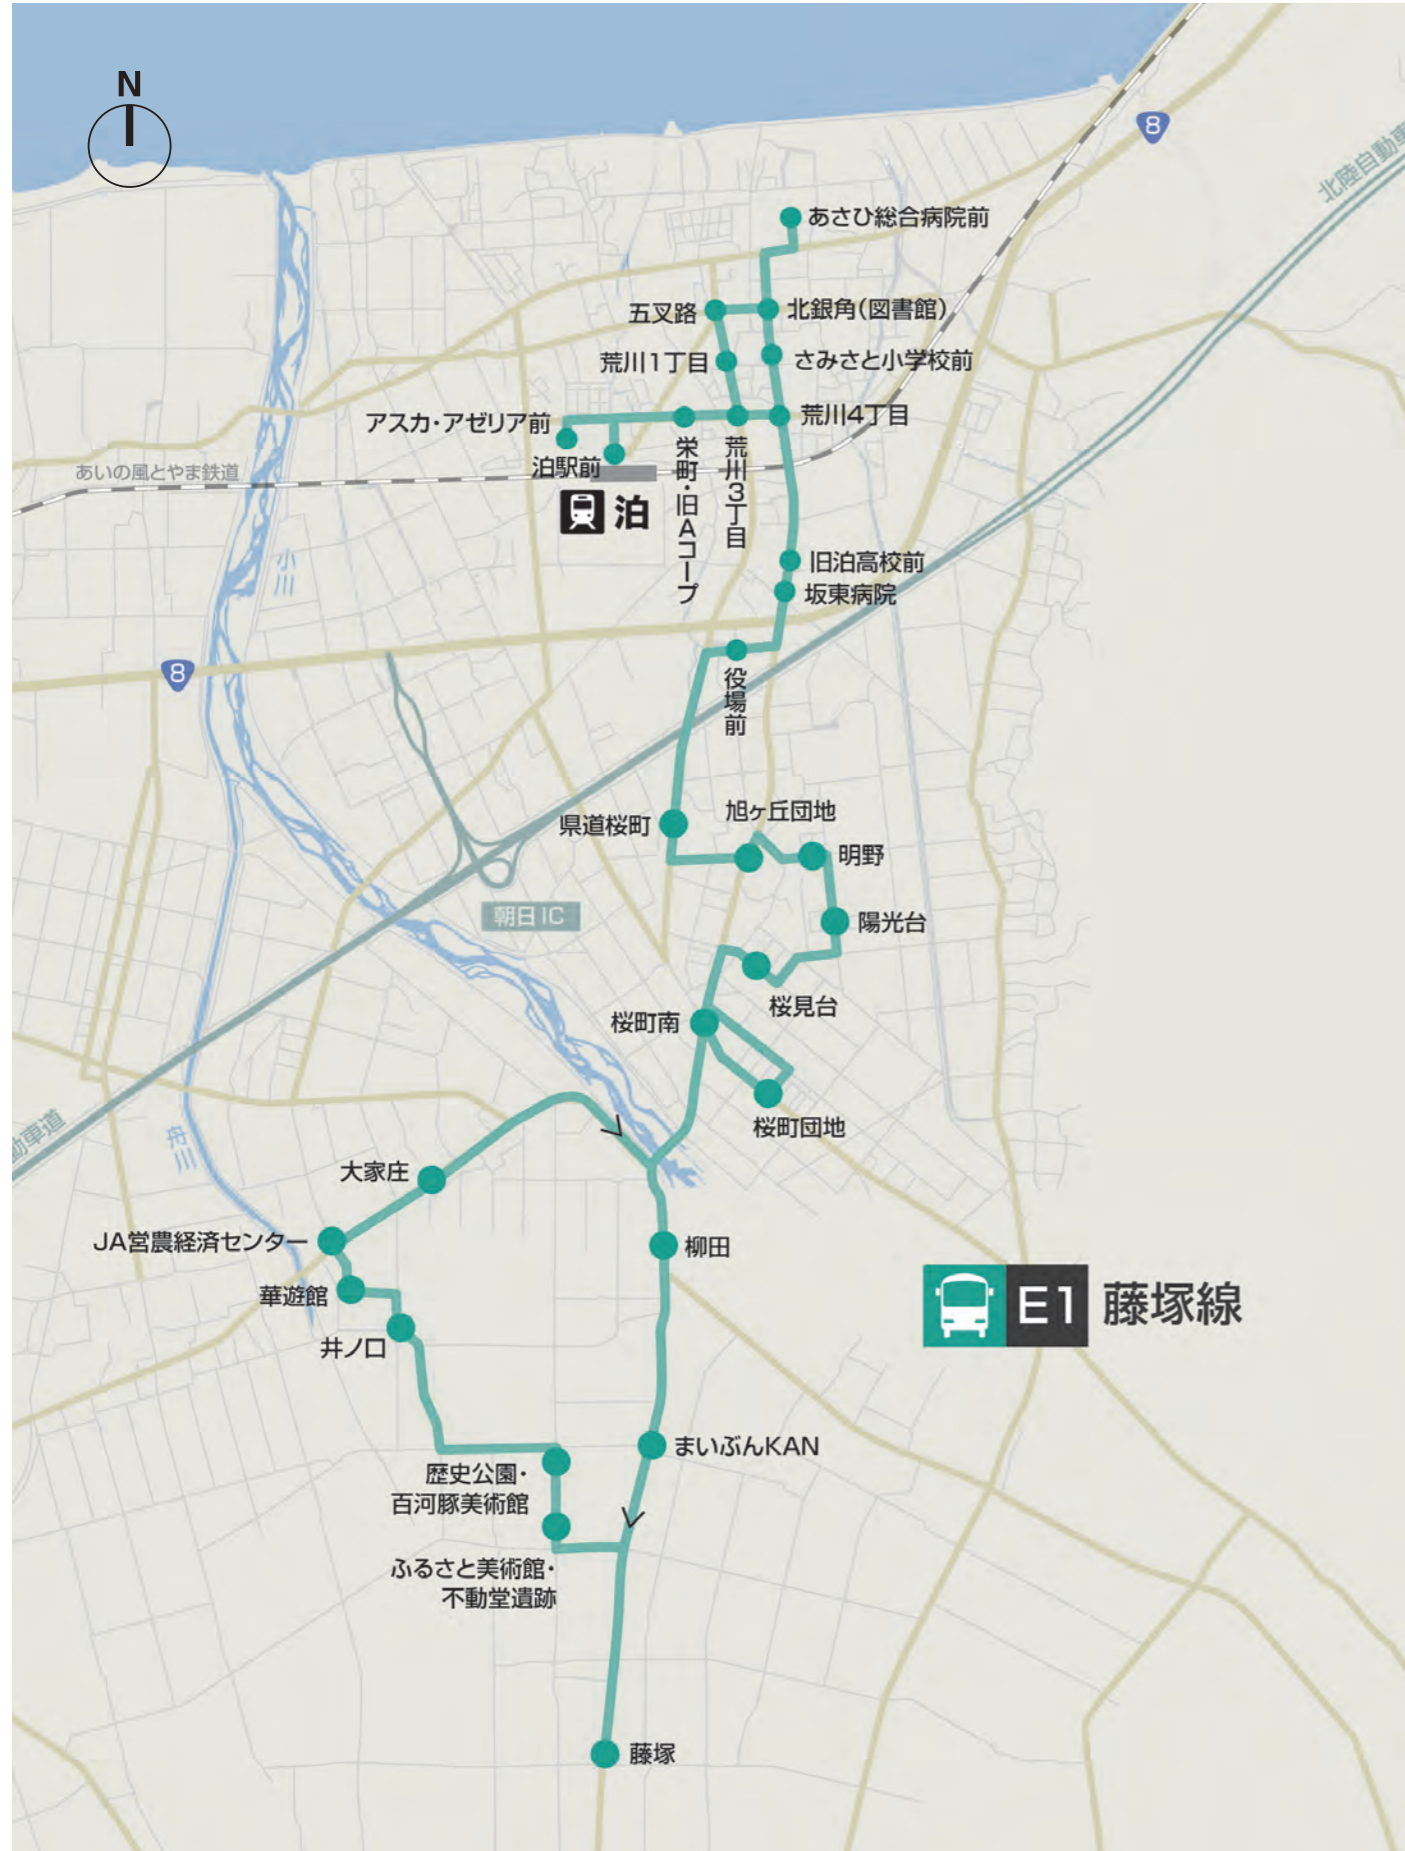 N
8
北陸自動車
あさひ総合病院前
五叉路
北銀角(図書館)
荒川1丁目
さみさと小学校前
アスカ・アゼリア前
荒川4丁目
泊駅前
栄町・旧Aコープ
荒川3丁目
あいの風とやま鉄道
泊
小川
旧泊高校前
坂東病院
8
役場前
県道桜町
旭ヶ丘団地
明野
朝日IC
陽光台
桜見台
桜町南
桜町団地
動車道
舟川
大家庄
JA営農経済センター
柳田
華遊館
井ノ口
E1 藤塚線
まいぶんKAN
歴史公園・
百河豚美術館
ふるさと美術館・
不動堂遺跡
藤塚